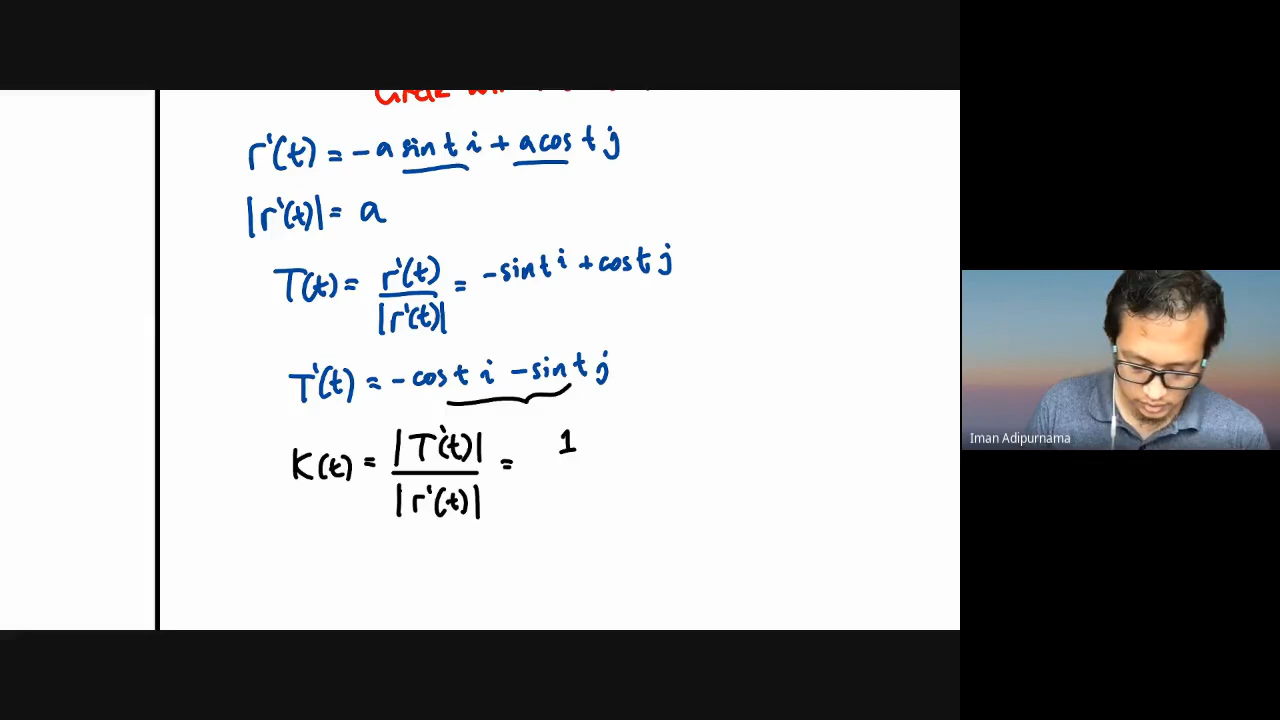 r'(t) = -a sin t i + a cos t j
|r'(t)| = a
T(t) = r'(t) / |r'(t)| = -sin t i + cos t j
T'(t) = -cos t i - sin t j
K(t) = |T'(t)| / |r'(t)| = 1
Iman Adipurnama